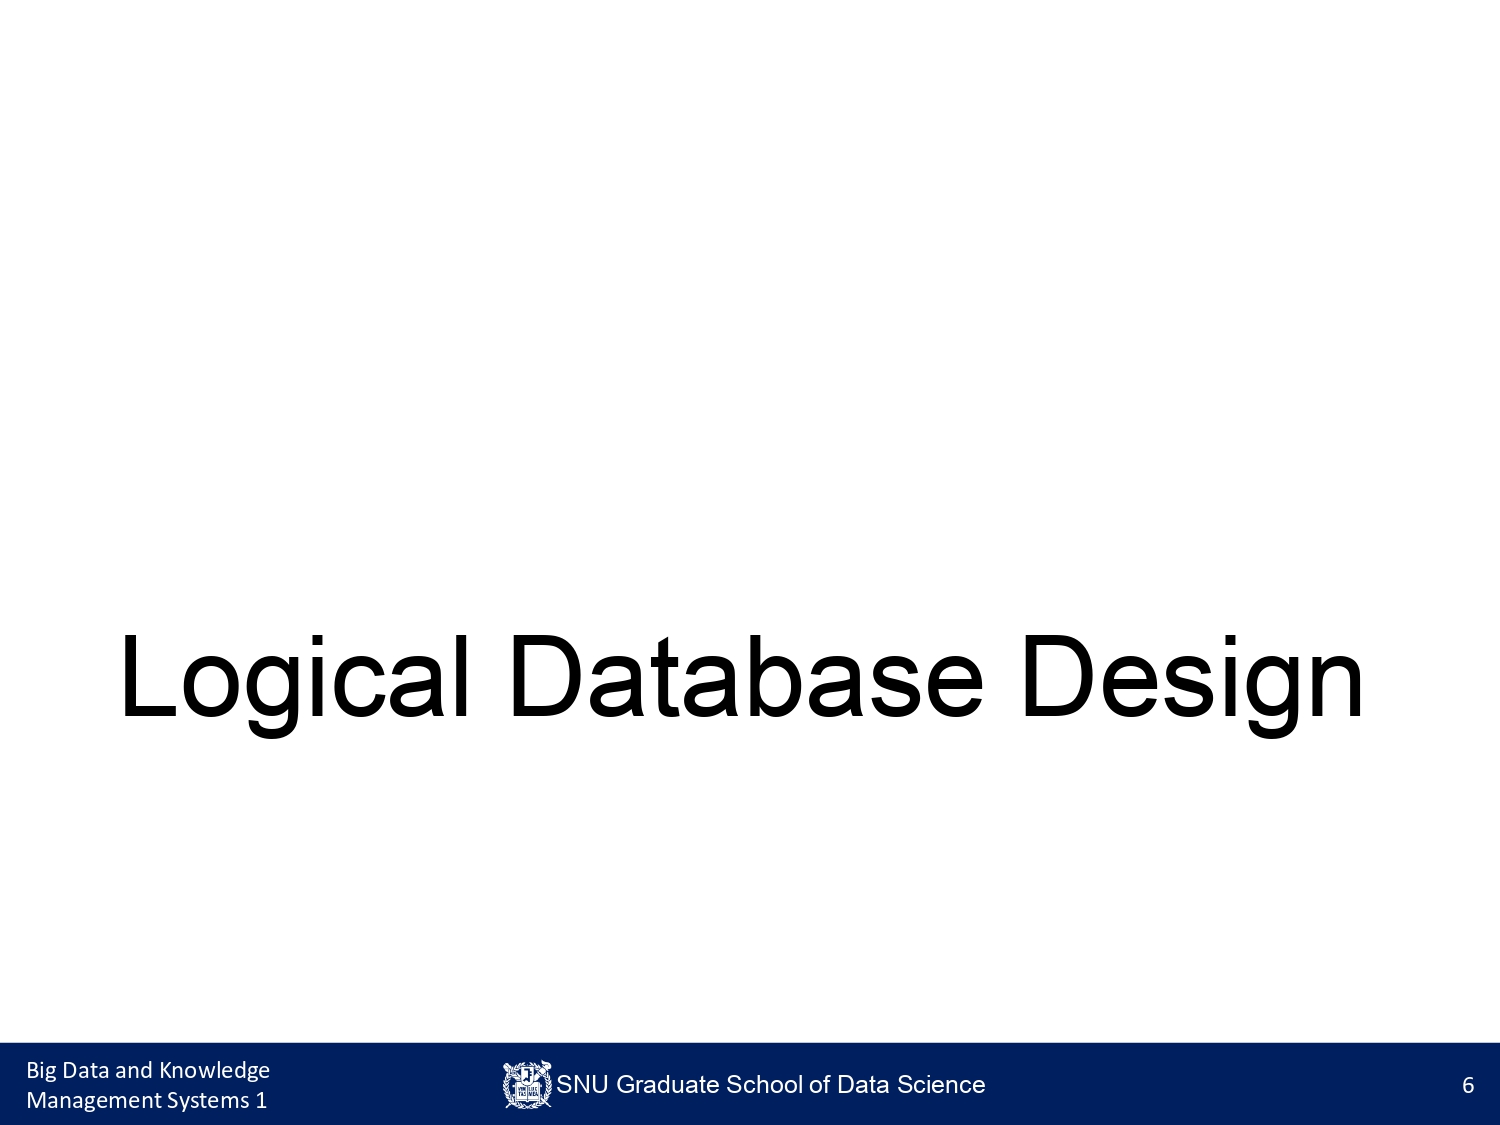 Logical Database Design
Big Data and Knowledge
Management Systems 1
SNU Graduate School of Data Science
6